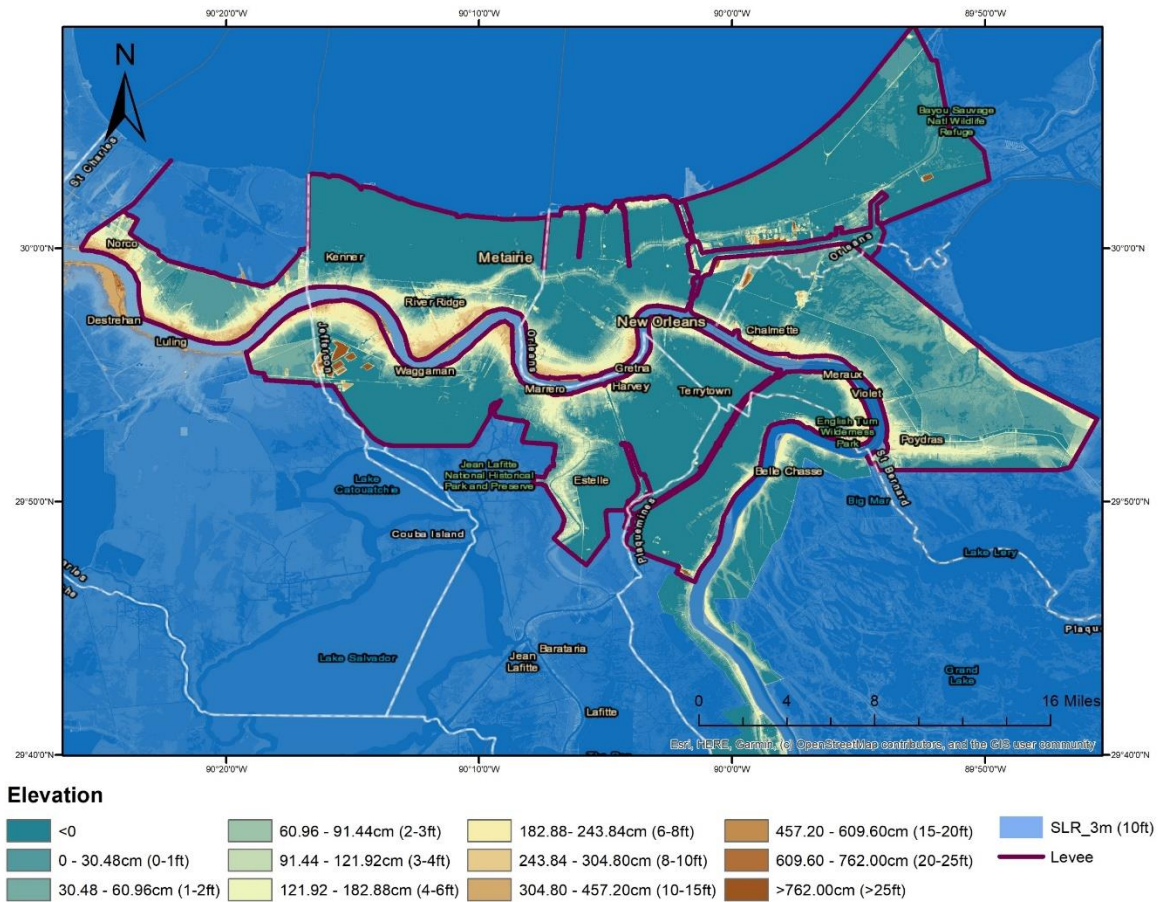 90°20'0"W
90°10'0"W
90°0'0"W
89°50'0"W
N
Bayou Sauvage
Natl Wildlife
Refuge
St Charles
30°0'0"N
30°0'0"N
Norco
Kenner
Metairie
Orleans
River Ridge
Destrehan
Luling
Jefferson
Orleans
New Orleans
Chalmette
Waggaman
Gretna
Marrero
Harvey
Terrytown
Meraux
Violet
English Turn
Wilderness
Park
Poydras
St Bernard
Belle Chasse
Jean Lafitte
National Historical
Park and Preserve
Estelle
Lake
Cataouatche
29°50'0"N
29°50'0"N
Big Mar
Plaquemines
Couba Island
Lake Lery
Plaqu
Lake Salvador
Barataria
Jean
Lafitte
Grand
Lake
Lafitte
0
4
8
16 Miles
Esri, HERE, Garmin, (c) OpenStreetMap contributors, and the GIS user community
29°40'0"N
29°40'0"N
90°20'0"W
90°10'0"W
90°0'0"W
89°50'0"W
Elevation
<0
60.96 - 91.44cm (2-3ft)
182.88- 243.84cm (6-8ft)
457.20 - 609.60cm (15-20ft)
SLR_3m (10ft)
0 - 30.48cm (0-1ft)
91.44 - 121.92cm (3-4ft)
243.84 - 304.80cm (8-10ft)
609.60 - 762.00cm (20-25ft)
Levee
30.48 - 60.96cm (1-2ft)
121.92 - 182.88cm (4-6ft)
304.80 - 457.20cm (10-15ft)
>762.00cm (>25ft)